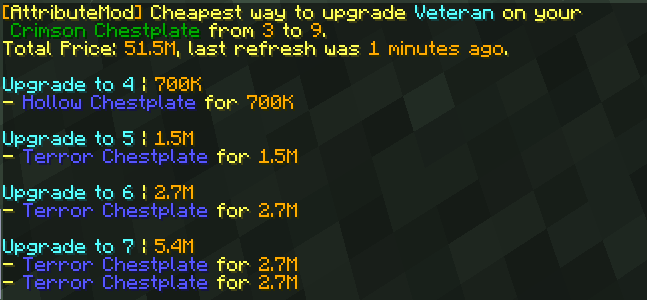 [AttributeMod] Cheapest way to upgrade Veteran on your
Crimson Chestplate from 3 to 9.
Total Price: 51.5M, last refresh was 1 minutes ago.
Upgrade to 4 | 700K
- Hollow Chestplate for 700K
Upgrade to 5 | 1.5M
- Terror Chestplate for 1.5M
Upgrade to 6 | 2.7M
- Terror Chestplate for 2.7M
Upgrade to 7 | 5.4M
- Terror Chestplate for 2.7M
- Terror Chestplate for 2.7M